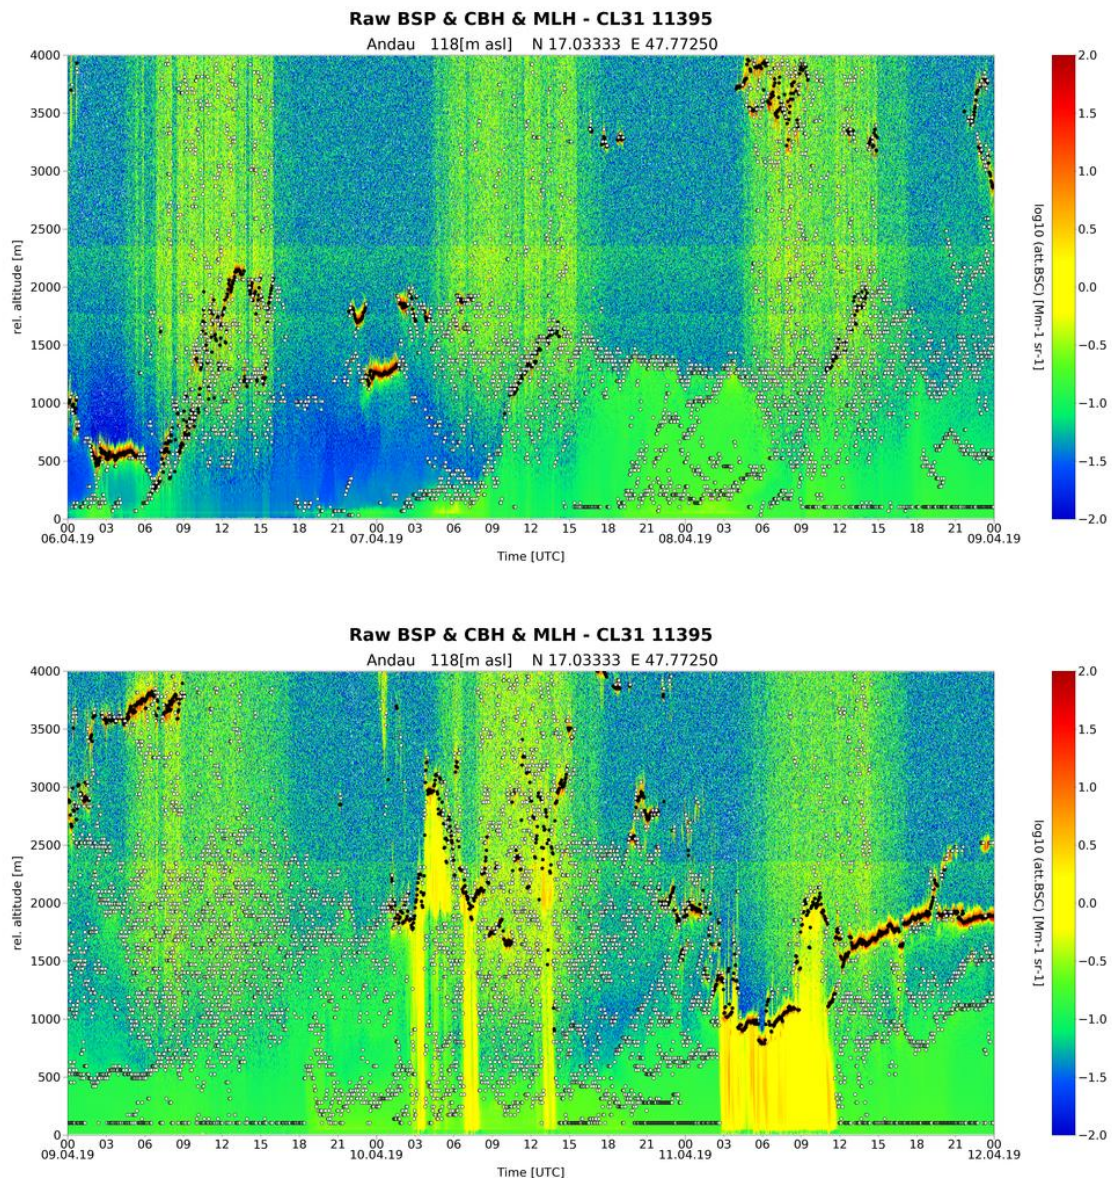 Raw BSP & CBH & MLH - CL31 11395
Andau 118[m asl] N 17.03333 E 47.77250
4000
3500
3000
2500
2000
1500
1000
500
0
rel. altitude [m]
00 03 06 09 12 15 18 21 00 03 06 09 12 15 18 21 00 03 06 09 12 15 18 21 00
06.04.19 07.04.19 08.04.19 09.04.19
Time [UTC]
2.0
1.5
1.0
0.5
0.0
−0.5
−1.0
−1.5
−2.0
log10 (att.BSC) [Mm-1 sr-1]
Raw BSP & CBH & MLH - CL31 11395
Andau 118[m asl] N 17.03333 E 47.77250
4000
3500
3000
2500
2000
1500
1000
500
0
rel. altitude [m]
00 03 06 09 12 15 18 21 00 03 06 09 12 15 18 21 00 03 06 09 12 15 18 21 00
09.04.19 10.04.19 11.04.19 12.04.19
Time [UTC]
2.0
1.5
1.0
0.5
0.0
−0.5
−1.0
−1.5
−2.0
log10 (att.BSC) [Mm-1 sr-1]